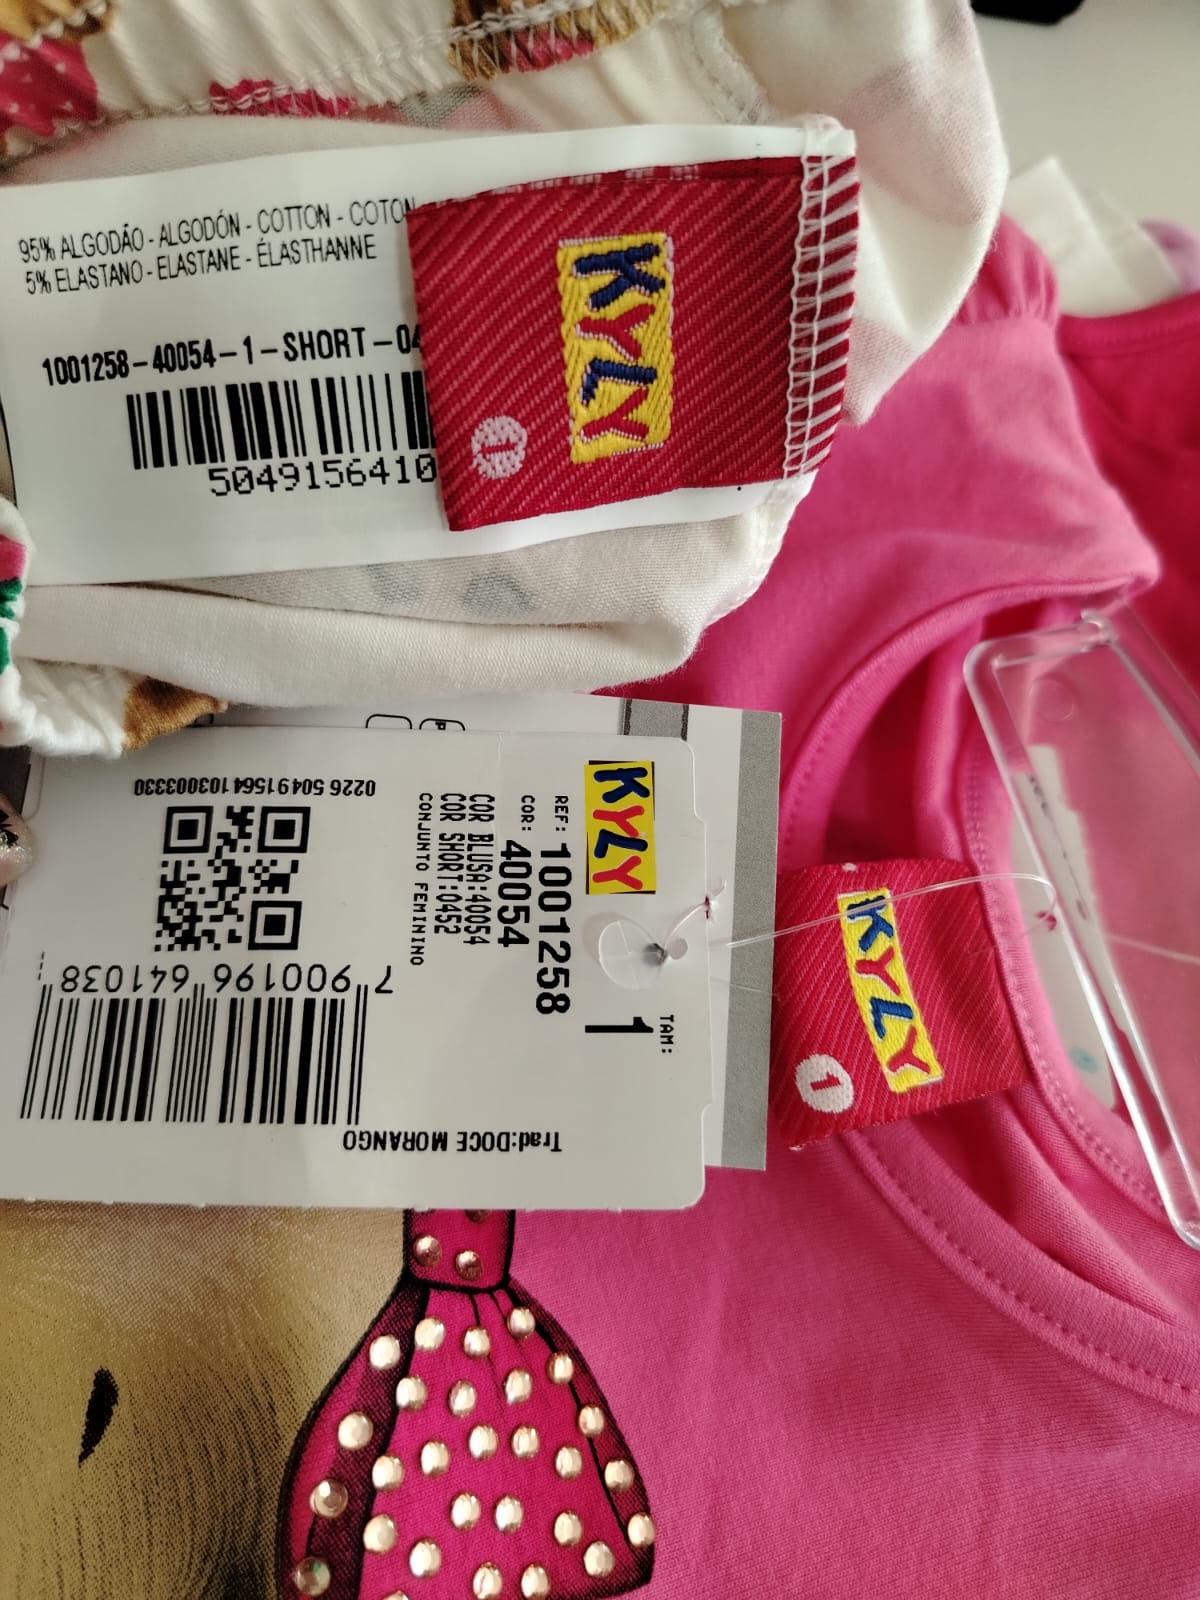 95% ALGODÃO - ALGODÓN - COTTON - COTON
5% ELASTANO - ELASTANE - ÉLASTHANNE
1001258-40054-1-SHORT-04
5049156410
KYLY
1
KYLY
TAM:
1
REF: 1001258
COR: 40054
COR BLUSA:40054
COR SHORT:0452
CONJUNTO FEMININO
0226 50491564103003330
7 900196 641038
Trad:DOCE MORANGO
KYLY
1